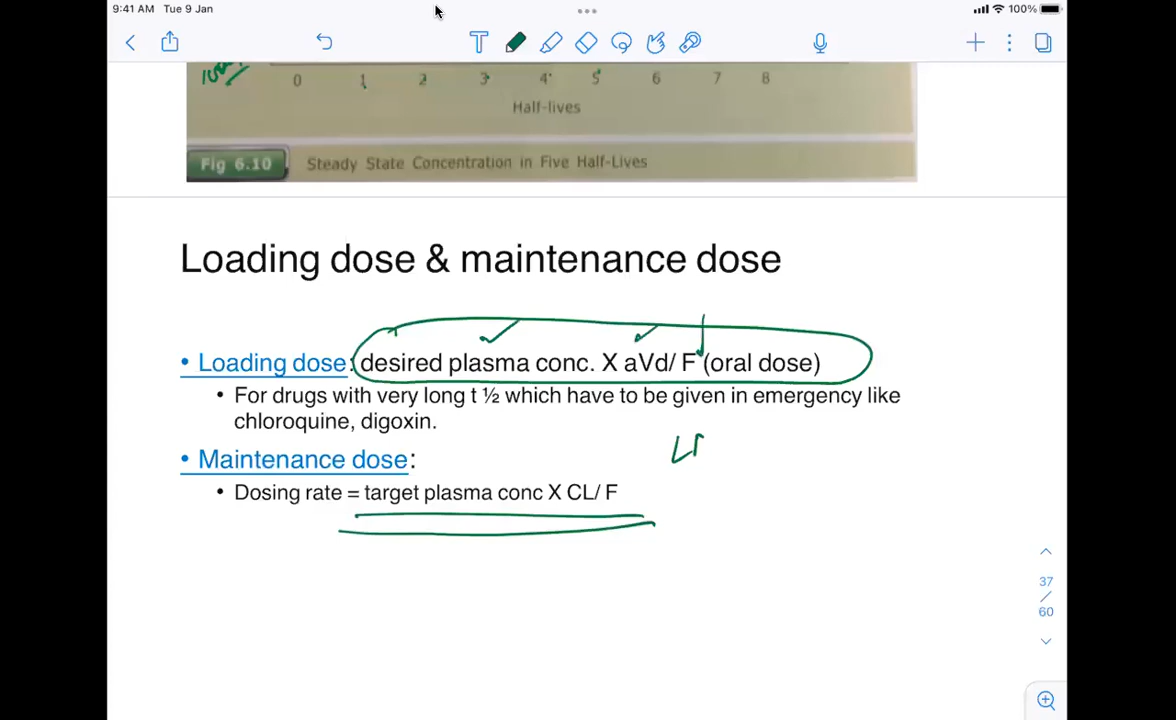 9:41 AM Tue 9 Jan
100%
0 1 2 3 4 5 6 7 8
Half-lives
Fig 6.10 Steady State Concentration in Five Half-Lives
Loading dose & maintenance dose
• Loading dose: desired plasma conc. X aVd/ F (oral dose)
• For drugs with very long t ½ which have to be given in emergency like
chloroquine, digoxin.
• Maintenance dose:
• Dosing rate = target plasma conc X CL/ F
37
/
60